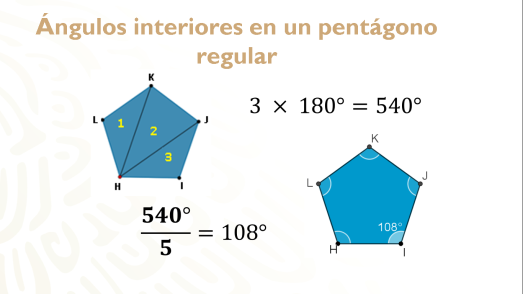 Ángulos interiores en un pentágono
regular
K
L
J
1
2
3
H
I
3 × 180° = 540°
540°
5
= 108°
K
L
J
108°
H
I